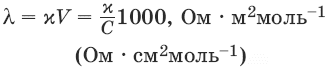 λ = ϰV = ϰ/C 1000, Ом · м²моль⁻¹
(Ом · см²моль⁻¹)